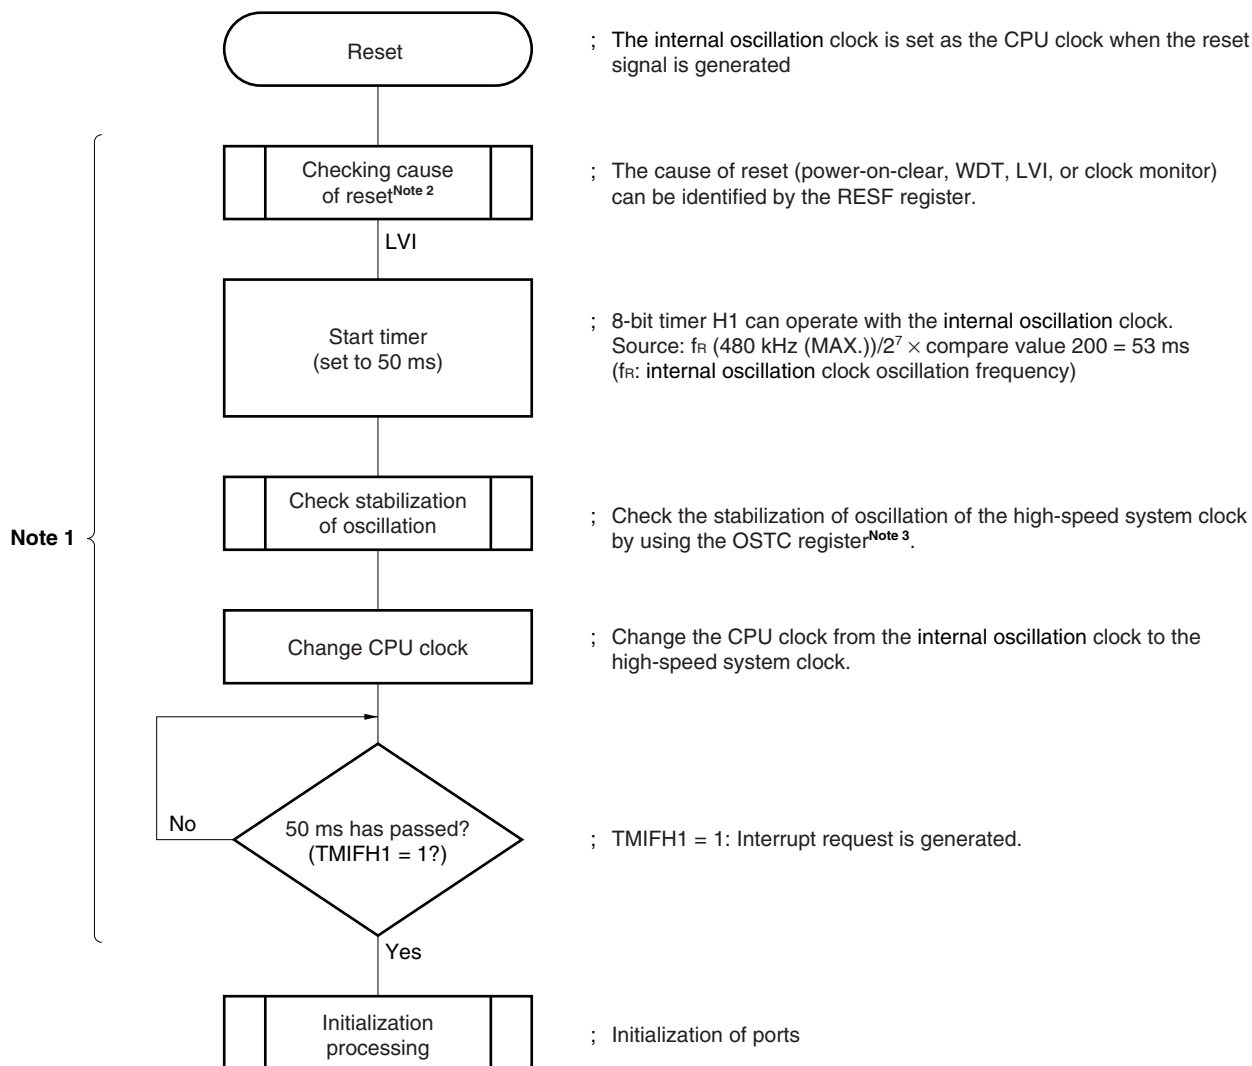 Reset
; The internal oscillation clock is set as the CPU clock when the reset
signal is generated
Checking cause
of reset Note 2
; The cause of reset (power-on-clear, WDT, LVI, or clock monitor)
can be identified by the RESF register.
LVI
Start timer
(set to 50 ms)
; 8-bit timer H1 can operate with the internal oscillation clock.
Source: fR (480 kHz (MAX.))/2⁷ × compare value 200 = 53 ms
(fR: internal oscillation clock oscillation frequency)
Note 1
Check stabilization
of oscillation
; Check the stabilization of oscillation of the high-speed system clock
by using the OSTC register Note 3.
Change CPU clock
; Change the CPU clock from the internal oscillation clock to the
high-speed system clock.
No
50 ms has passed?
(TMIFH1 = 1?)
; TMIFH1 = 1: Interrupt request is generated.
Yes
Initialization
processing
; Initialization of ports